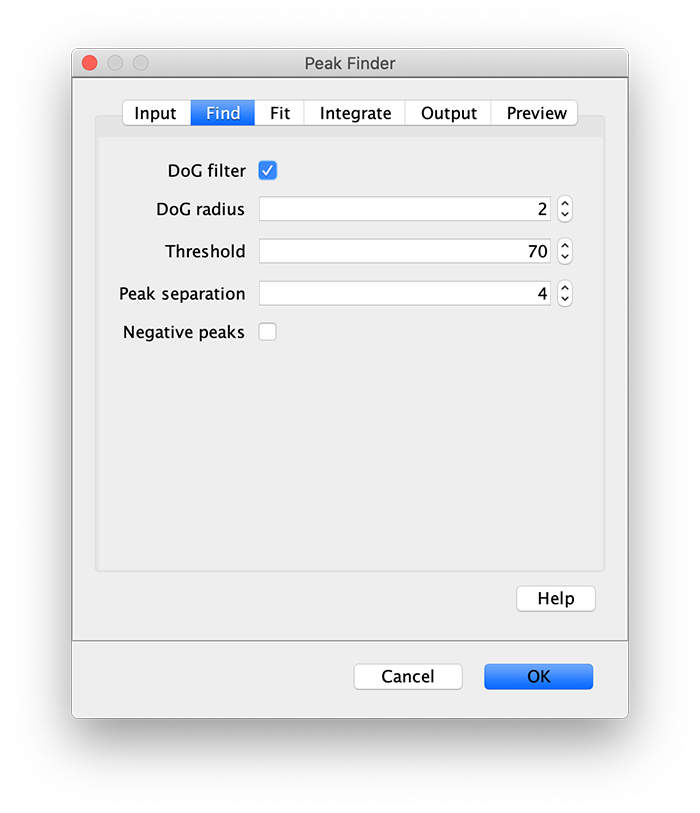 Peak Finder
Input Find Fit Integrate Output Preview
DoG filter
DoG radius 2
Threshold 70
Peak separation 4
Negative peaks
Help
Cancel OK